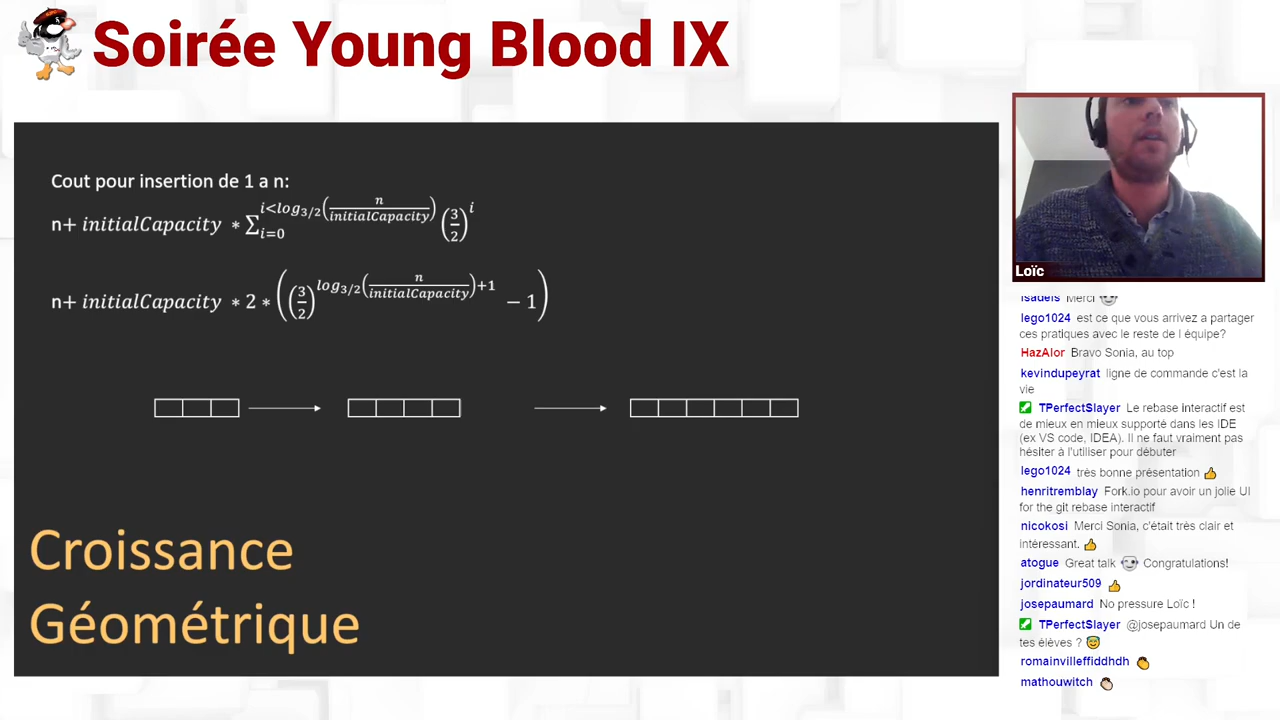 Soirée Young Blood IX
Cout pour insertion de 1 a n:
n+ initialCapacity * ∑_{i=0}^{i<log_{3/2}(n/initialCapacity)} (3/2)^i
n+ initialCapacity * 2 * ((3/2)^{log_{3/2}(n/initialCapacity)+1} − 1)
Croissance
Géométrique
Loïc
isadels Merci
lego1024 est ce que vous arrivez a partager
ces pratiques avec le reste de l équipe?
HazAlor Bravo Sonia, au top
kevindupeyrat ligne de commande c'est la
vie
TPerfectSlayer Le rebase interactif est
de mieux en mieux supporté dans les IDE
(ex VS code, IDEA). Il ne faut vraiment pas
hésiter à l'utiliser pour débuter
lego1024 très bonne présentation 👍
henritremblay Fork.io pour avoir un jolie UI
for the git rebase interactif
nicokosi Merci Sonia, c'était très clair et
intéressant. 👍
atogue Great talk Congratulations!
jordinateur509 👍
josepaumard No pressure Loïc !
TPerfectSlayer @josepaumard Un de
tes élèves ? 😇
romainvilleffiddhdh 👏
mathouwitch 👏